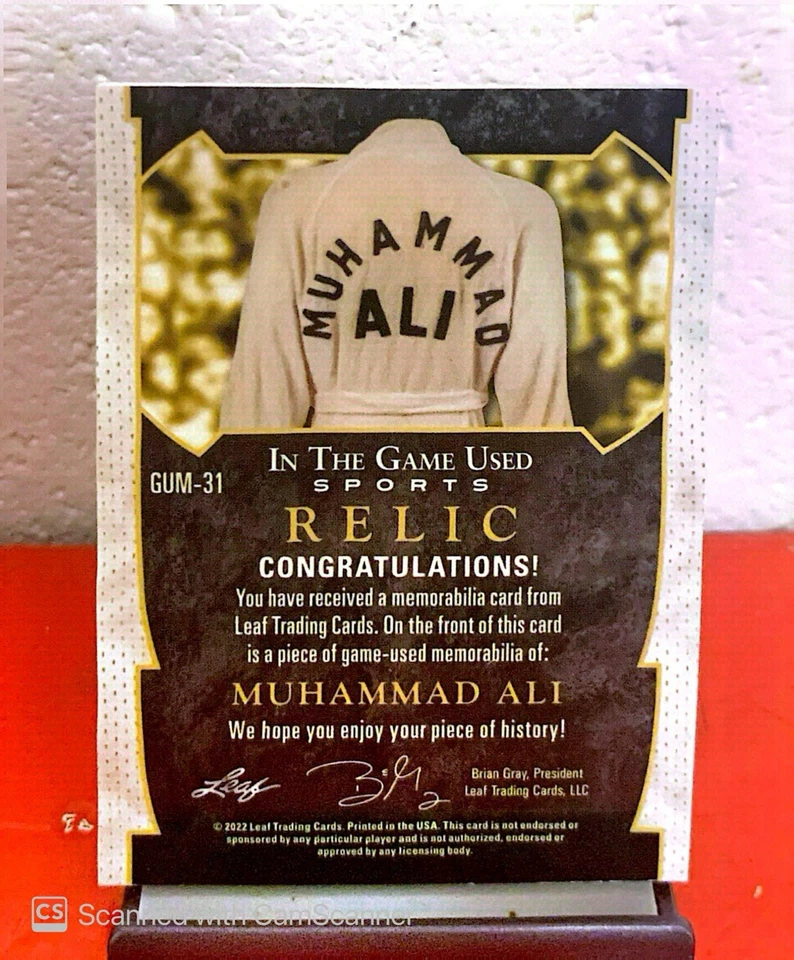 MUHAMMAD
ALI
IN THE GAME USED
SPORTS
GUM-31
RELIC
CONGRATULATIONS!
You have received a memorabilia card from
Leaf Trading Cards. On the front of this card
is a piece of game-used memorabilia of:
MUHAMMAD ALI
We hope you enjoy your piece of history!
Leaf
Brian Gray, President
Leaf Trading Cards, LLC
© 2022 Leaf Trading Cards. Printed in the USA. This card is not endorsed or
sponsored by any particular player and is not authorized, endorsed or
approved by any licensing body.
CS Scanned with CamScanner